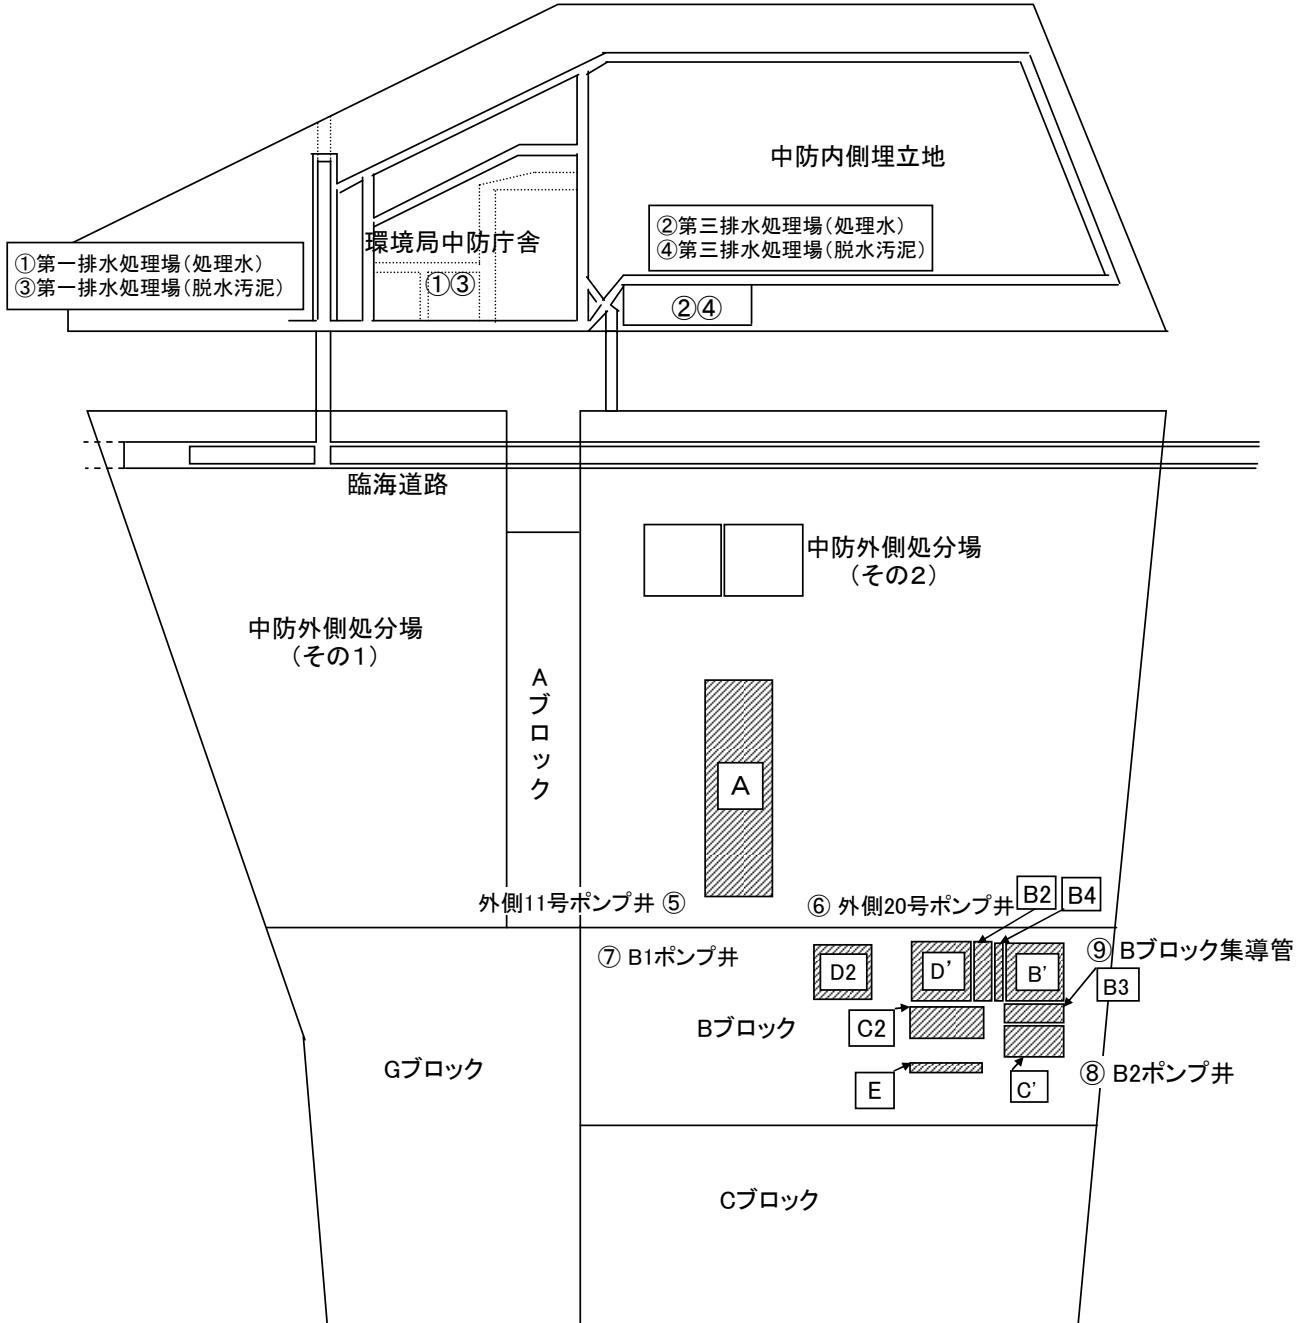 中防内側埋立地
②第三排水処理場(処理水)
④第三排水処理場(脱水汚泥)
環境局中防庁舎
①第一排水処理場(処理水)
③第一排水処理場(脱水汚泥)
①③
②④
臨海道路
中防外側処分場
(その2)
中防外側処分場
(その1)
Aブロック
A
外側11号ポンプ井 ⑤
⑥ 外側20号ポンプ井
B2
B4
⑦ B1ポンプ井
⑨ Bブロック集導管
D2
D’
B'
B3
Bブロック
C2
Gブロック
E
C'
⑧ B2ポンプ井
Cブロック